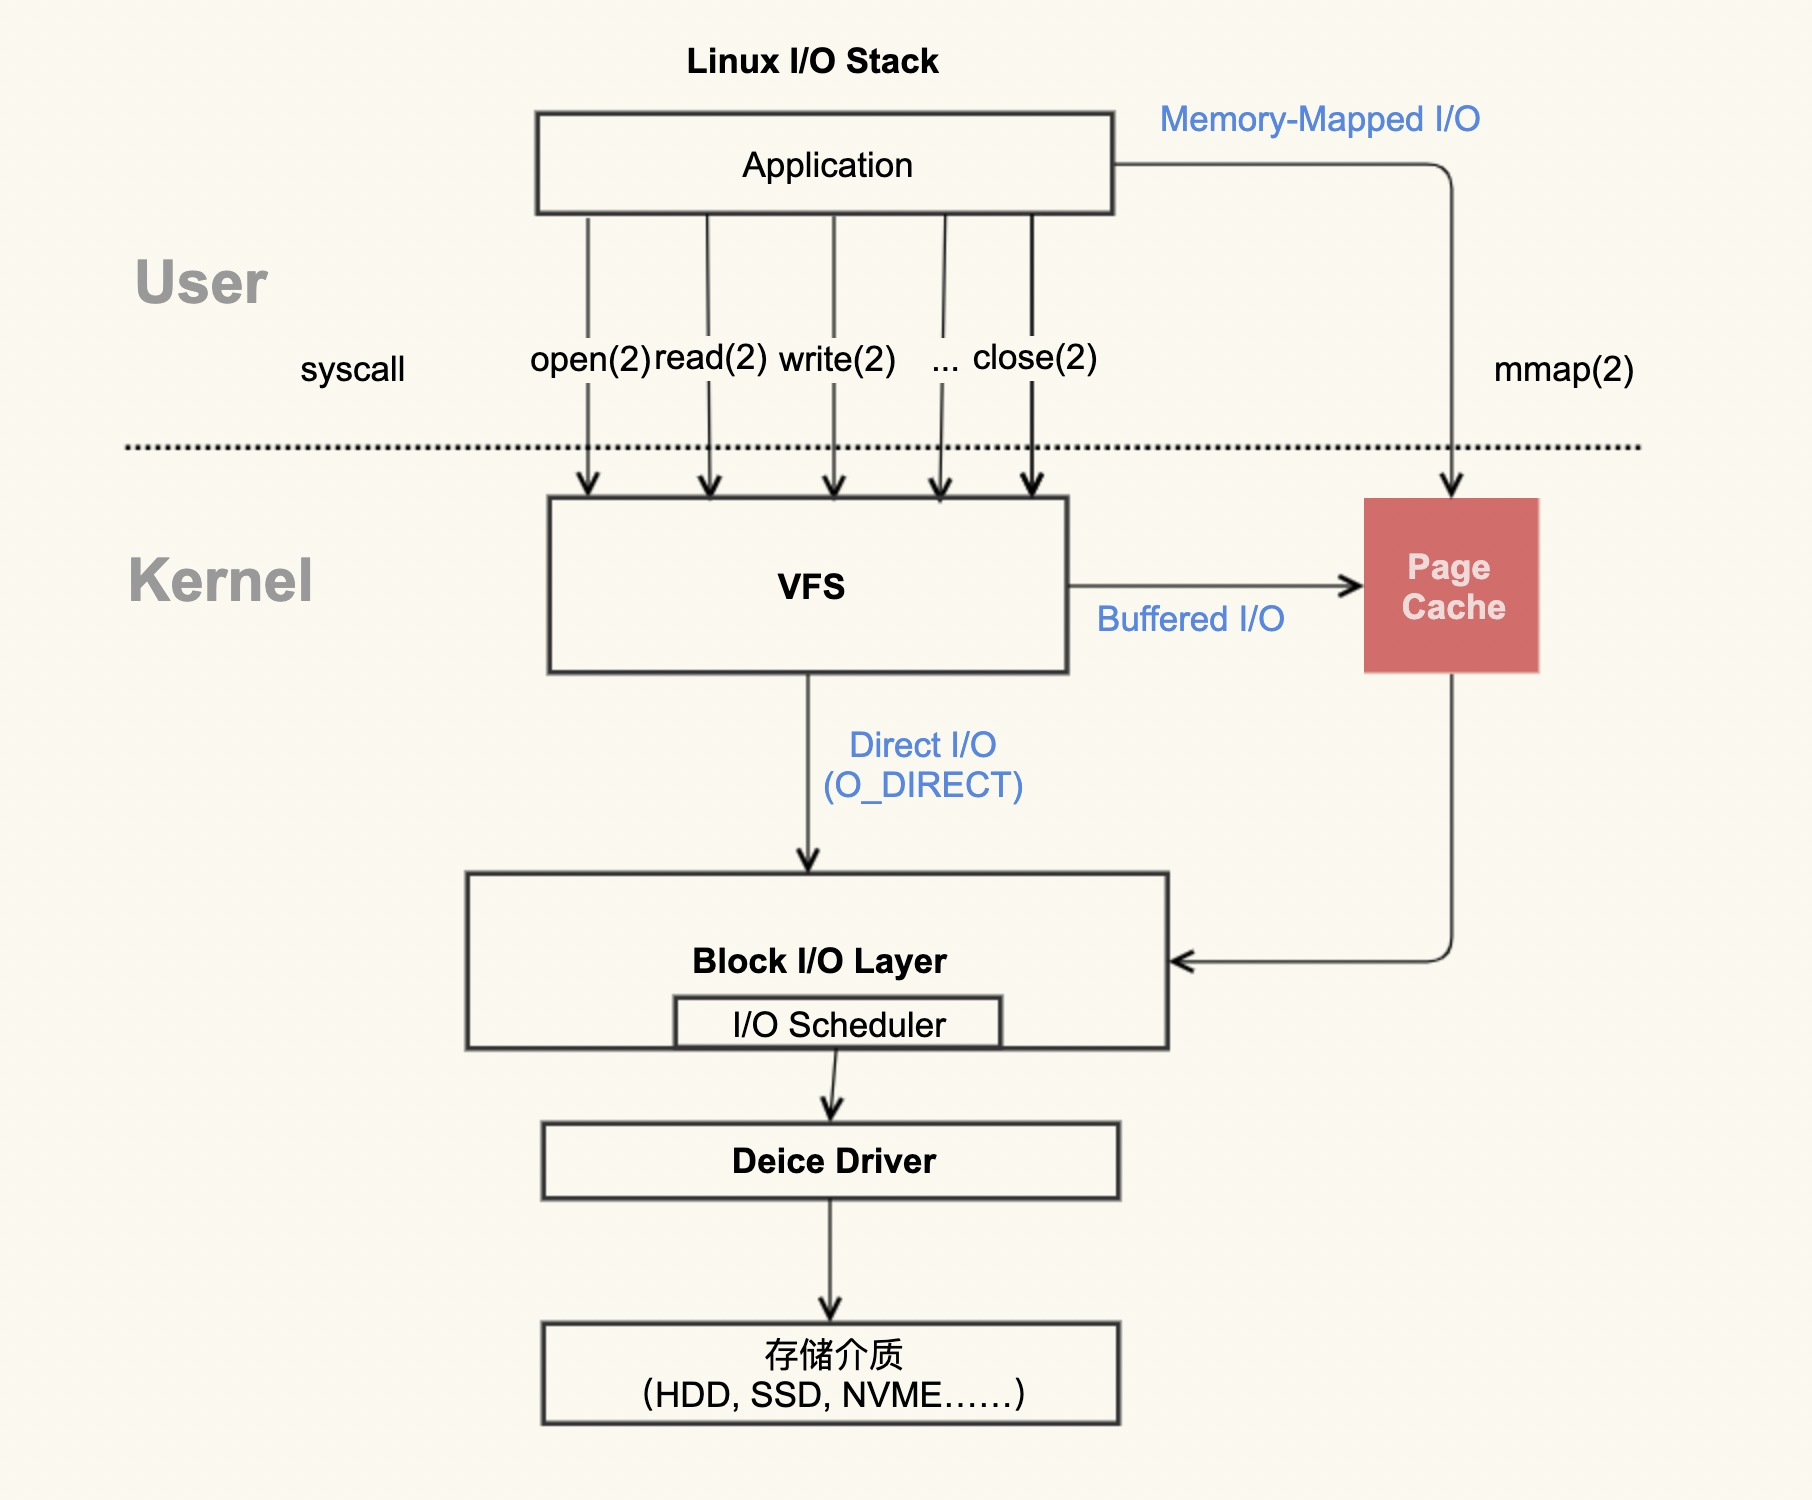 Linux I/O Stack
Memory-Mapped I/O
Application
User
syscall
open(2) read(2) write(2) ... close(2)
mmap(2)
Kernel
VFS
Buffered I/O
Page
Cache
Direct I/O
(O_DIRECT)
Block I/O Layer
I/O Scheduler
Deice Driver
存储介质
(HDD, SSD, NVME……)